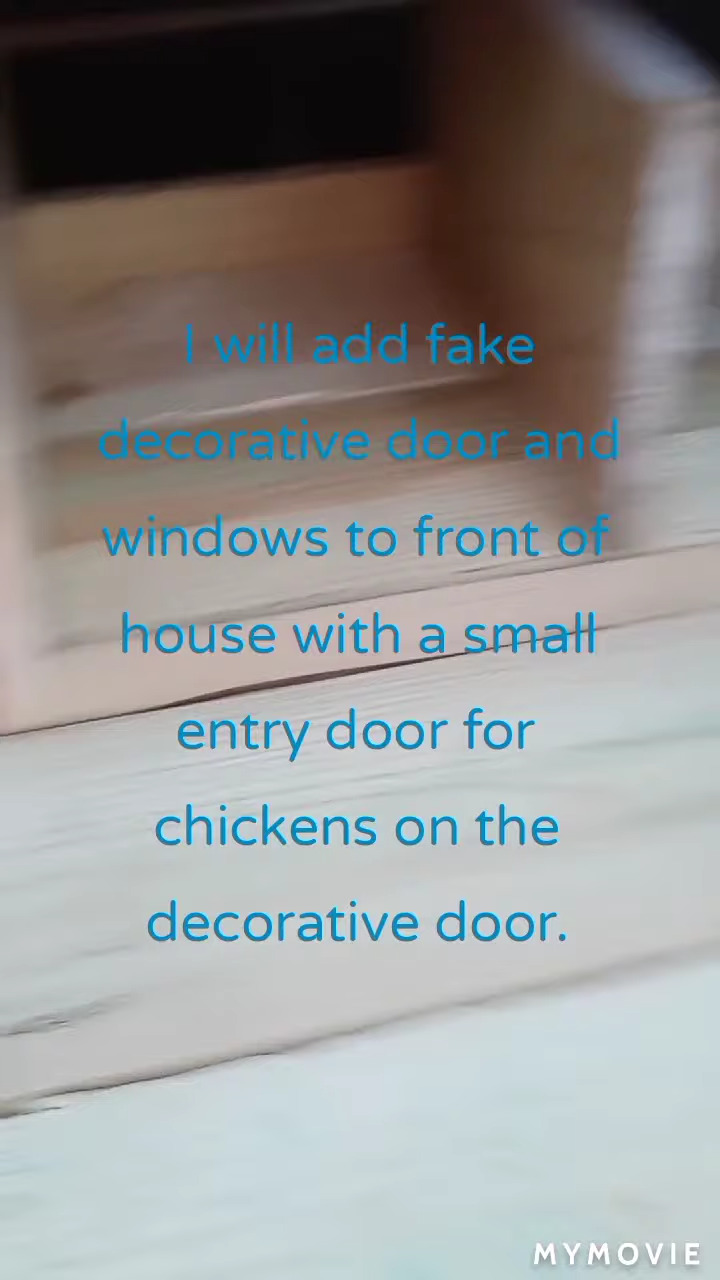 I will add fake
decorative door and
windows to front of
house with a small
entry door for
chickens on the
decorative door.
MYMOVIE